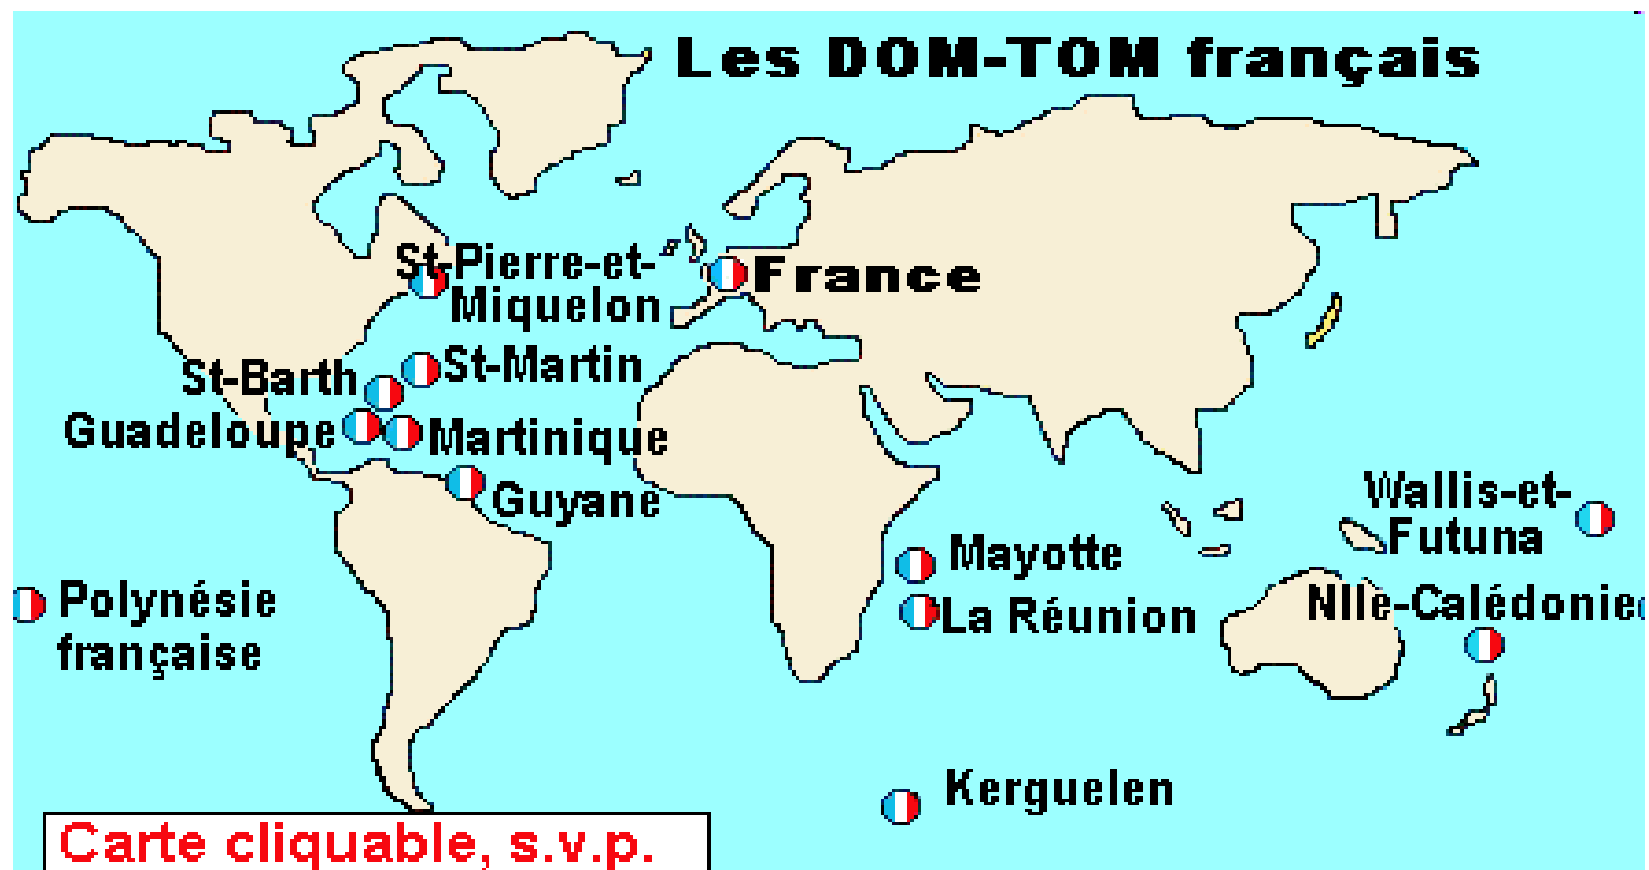 Les DOM-TOM français
St-Pierre-et-
Miquelon
France
St-Martin
St-Barth
Guadeloupe
Martinique
Guyane
Wallis-et-
Futuna
Mayotte
La Réunion
Nlle-Calédonie
Polynésie
française
Kerguelen
Carte cliquable, s.v.p.